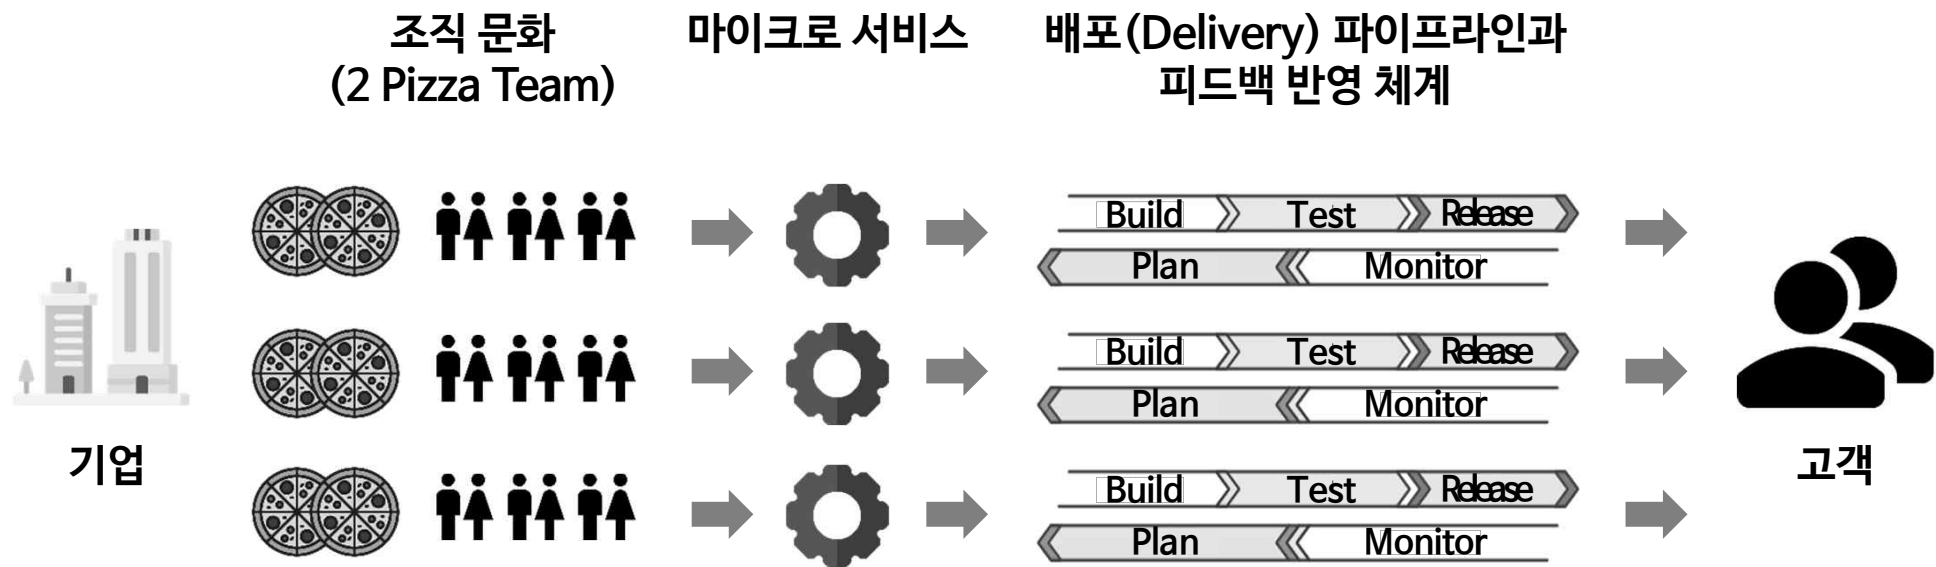 조직 문화
(2 Pizza Team)
마이크로 서비스
배포(Delivery) 파이프라인과
피드백 반영 체계
기업
Build Test Release
Plan Monitor
Build Test Release
Plan Monitor
Build Test Release
Plan Monitor
고객